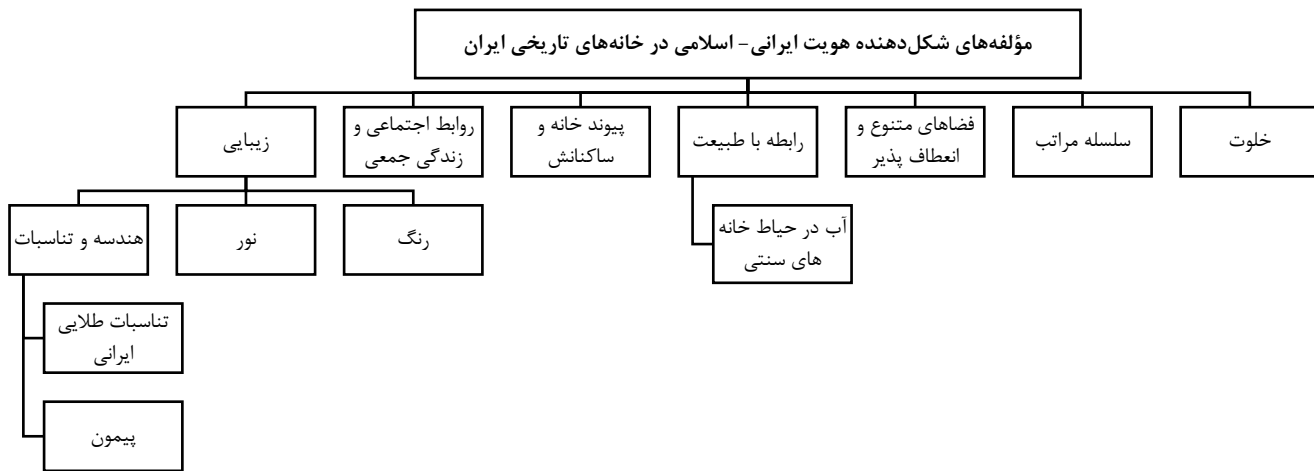 مؤلفه‌های شکل‌دهنده هویت ایرانی- اسلامی در خانه‌های تاریخی ایران
خلوت
سلسله مراتب
فضاهای متنوع و
انعطاف پذیر
رابطه با طبیعت
پیوند خانه و
ساکنانش
روابط اجتماعی و
زندگی جمعی
زیبایی
آب در حیاط خانه
های سنتی
رنگ
نور
هندسه و تناسبات
تناسبات طلایی
ایرانی
پیمون